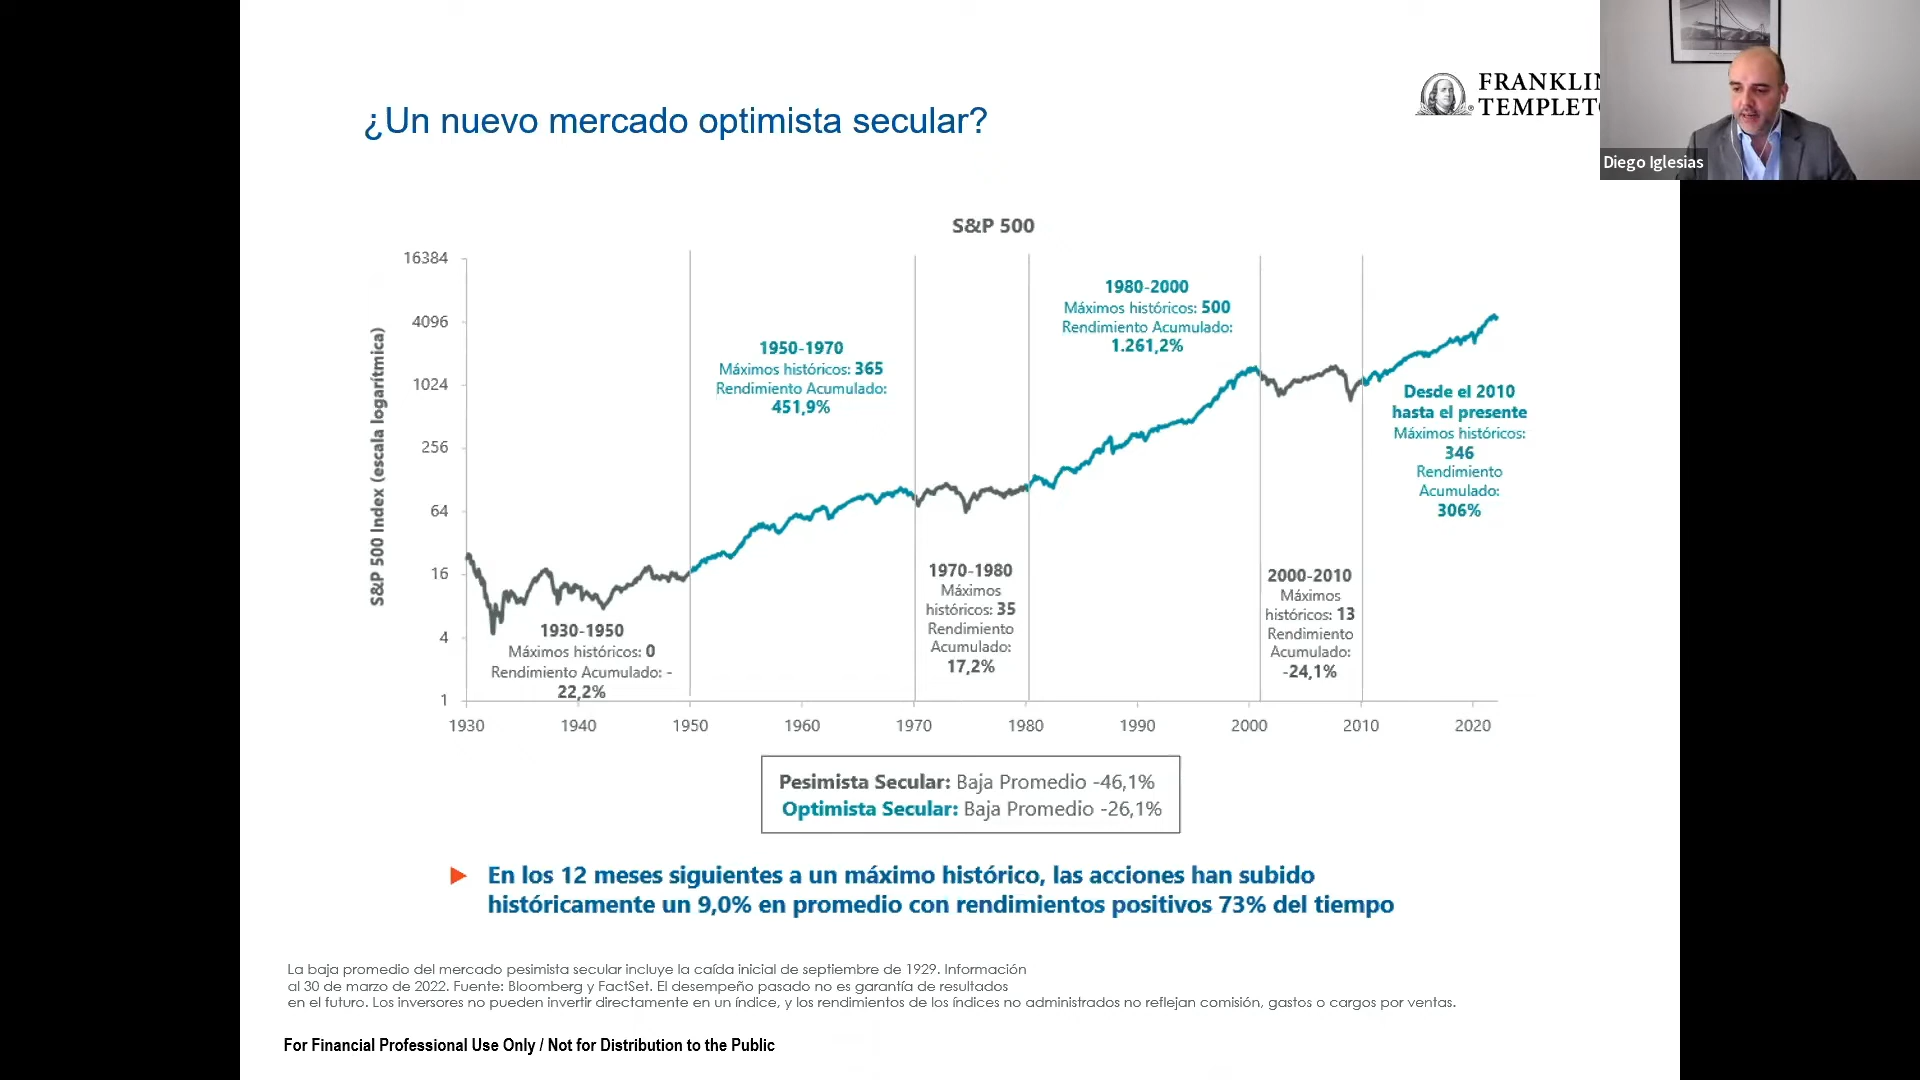 ¿Un nuevo mercado optimista secular?
TEMPLET
Diego Iglesias
S&P 500
S&P 500 Index (escala logarítmica)
16384
4096
1024
256
64
16
4
1
1930-1950
Máximos históricos: 0
Rendimiento Acumulado: -
22,2%
1950-1970
Máximos históricos: 365
Rendimiento Acumulado:
451,9%
1970-1980
Máximos
históricos: 35
Rendimiento
Acumulado:
17,2%
1980-2000
Máximos históricos: 500
Rendimiento Acumulado:
1.261,2%
2000-2010
Máximos
históricos: 13
Rendimiento
Acumulado:
-24,1%
Desde el 2010
hasta el presente
Máximos históricos:
346
Rendimiento
Acumulado:
306%
1930 1940 1950 1960 1970 1980 1990 2000 2010 2020
Pesimista Secular: Baja Promedio -46,1%
Optimista Secular: Baja Promedio -26,1%
En los 12 meses siguientes a un máximo histórico, las acciones han subido
históricamente un 9,0% en promedio con rendimientos positivos 73% del tiempo
La baja promedio del mercado pesimista secular incluye la caída inicial de septiembre de 1929. Información
al 30 de marzo de 2022. Fuente: Bloomberg y FactSet. El desempeño pasado no es garantía de resultados
en el futuro. Los inversores no pueden invertir directamente en un índice, y los rendimientos de los índices no administrados no reflejan comisión, gastos o cargos por ventas.
For Financial Professional Use Only / Not for Distribution to the Public